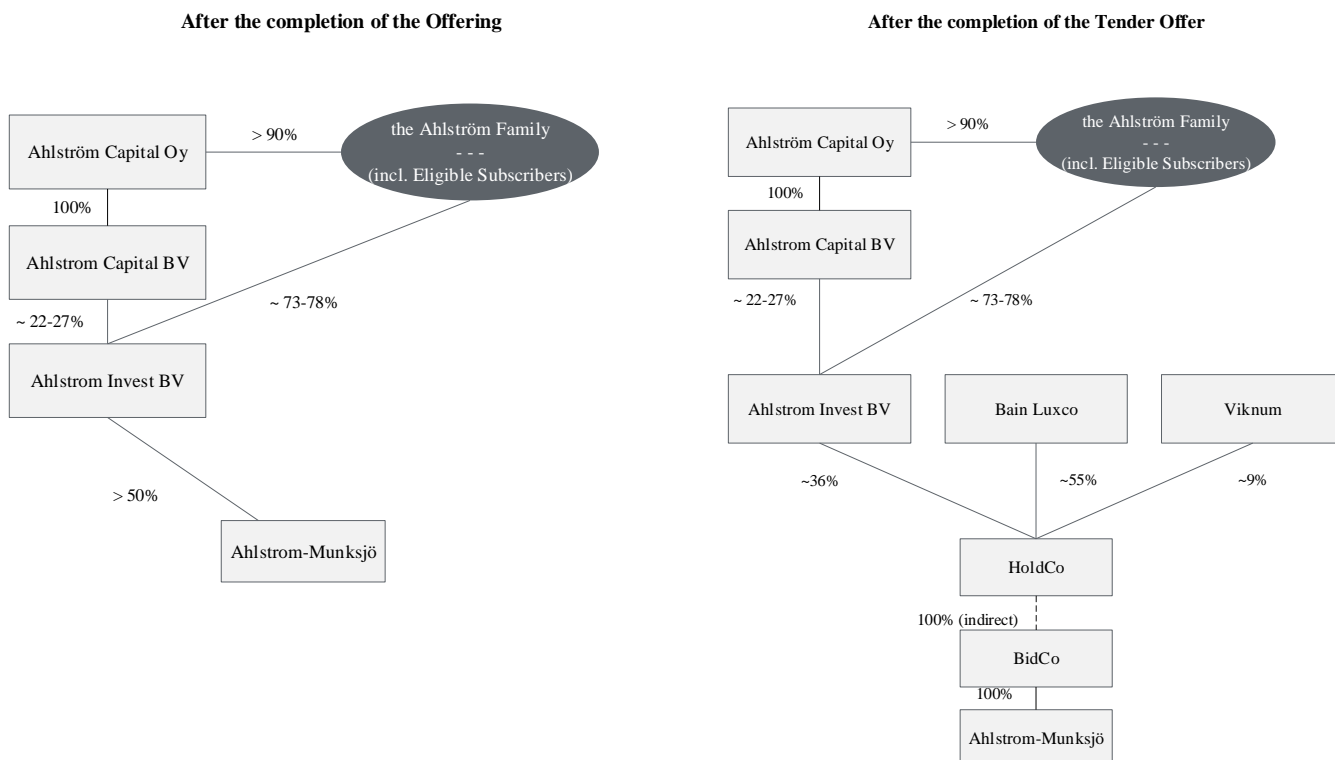 After the completion of the Offering
Ahlström Capital Oy
> 90%
the Ahlström Family
- - -
(incl. Eligible Subscribers)
100%
Ahlstrom Capital BV
~ 22-27%
~ 73-78%
Ahlstrom Invest BV
> 50%
Ahlstrom-Munksjö
After the completion of the Tender Offer
Ahlström Capital Oy
> 90%
the Ahlström Family
- - -
(incl. Eligible Subscribers)
100%
Ahlstrom Capital BV
~ 22-27%
~ 73-78%
Ahlstrom Invest BV
Bain Luxco
Viknum
~36%
~55%
~9%
HoldCo
100% (indirect)
BidCo
100%
Ahlstrom-Munksjö